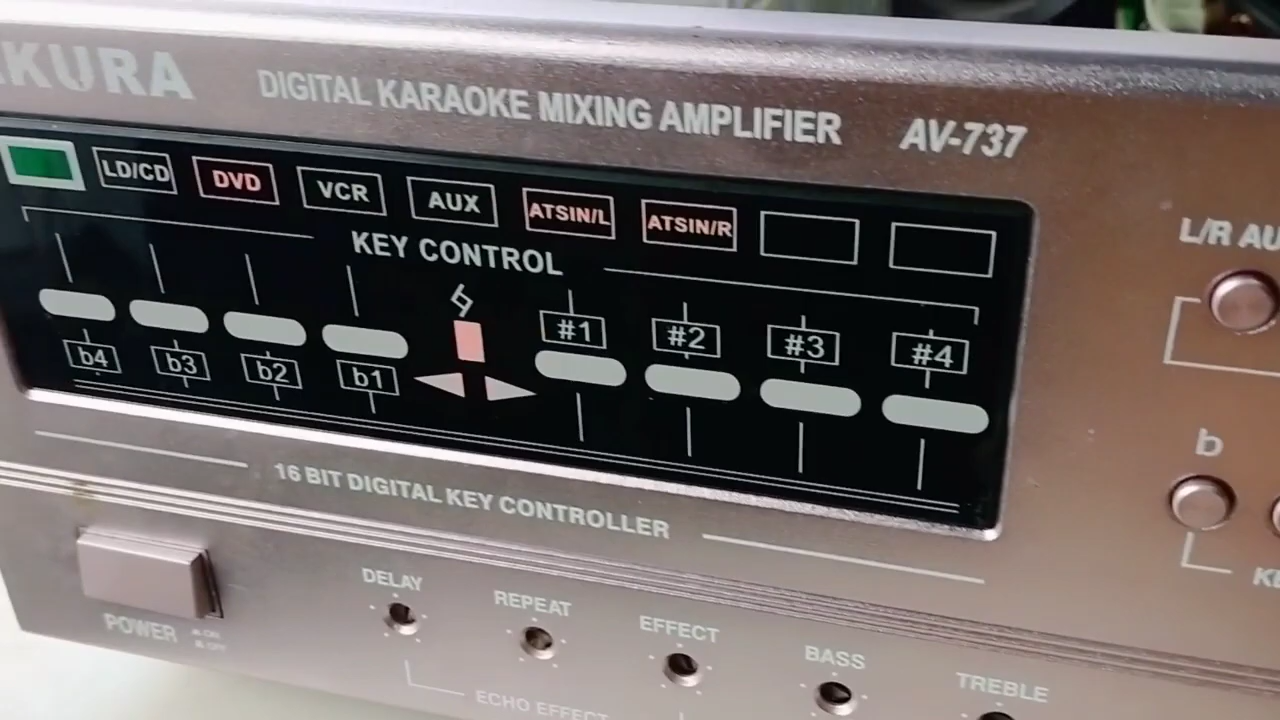 KURA
DIGITAL KARAOKE MIXING AMPLIFIER AV-737
LD/CD DVD VCR AUX ATSIN/L ATSIN/R
L/R AU
KEY CONTROL
#1 #2 #3 #4
b4 b3 b2 b1
b
16 BIT DIGITAL KEY CONTROLLER
POWER
DELAY REPEAT EFFECT BASS TREBLE
ECHO EFFECT